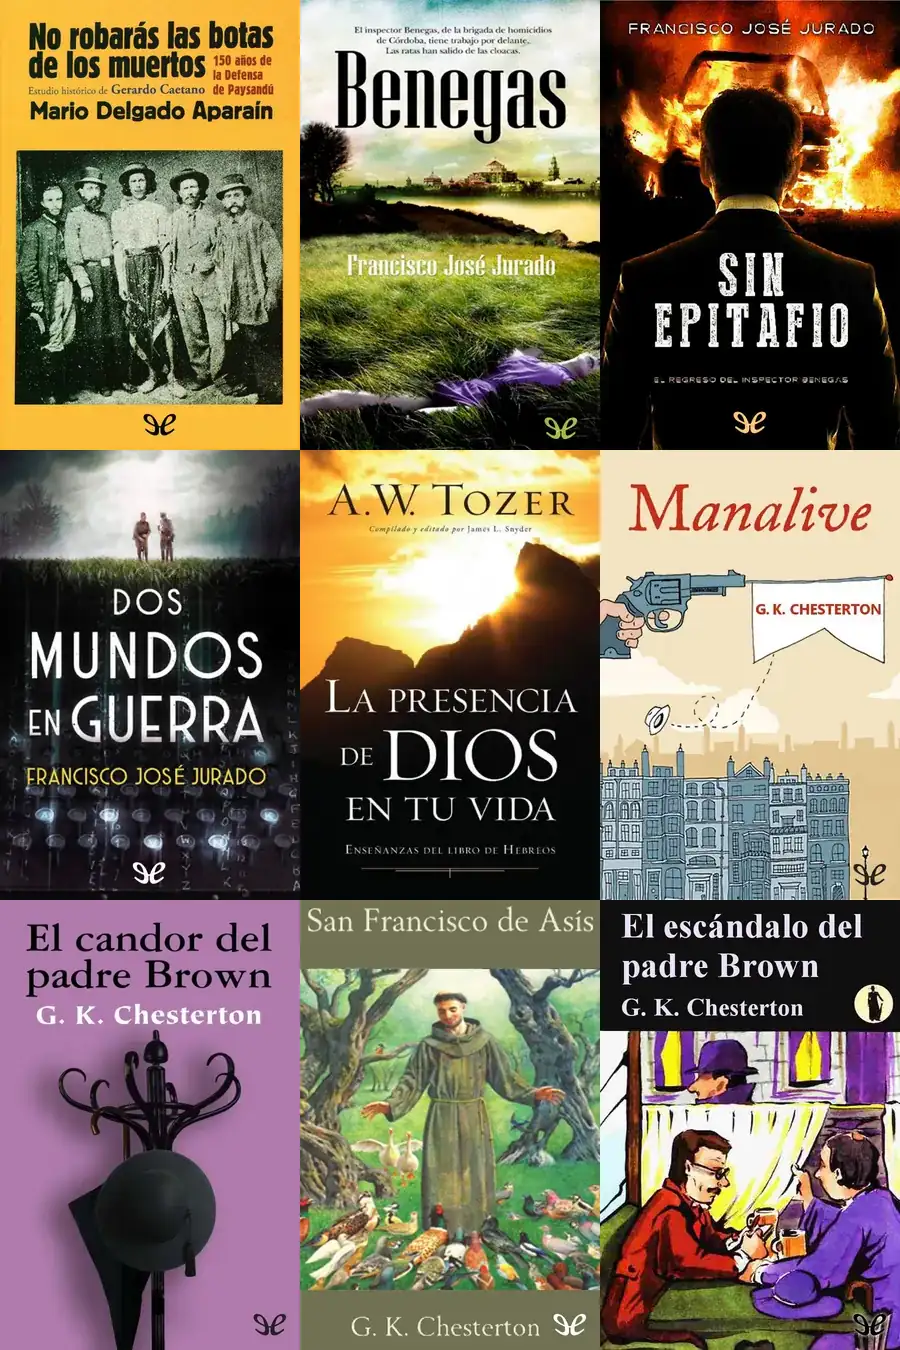 No robarás las botas
de los muertos
150 años de
la Defensa
de Paysandú
Estudio histórico de Gerardo Caetano
Mario Delgado Aparaín
El inspector Benegas, de la brigada de homicidios
de Córdoba, tiene trabajo por delante.
Las ratas han salido de las cloacas.
Benegas
Francisco José Jurado
FRANCISCO JOSÉ JURADO
SIN
EPITAFIO
EL REGRESO DEL INSPECTOR BENEGAS
DOS
MUNDOS
EN GUERRA
FRANCISCO JOSÉ JURADO
A.W. TOZER
Compilado y editado por James L. Snyder
LA PRESENCIA
DE DIOS
EN TU VIDA
ENSEÑANZAS DEL LIBRO DE HEBREOS
Manalive
G. K. CHESTERTON
El candor del
padre Brown
G. K. Chesterton
San Francisco de Asís
G. K. Chesterton
El escándalo del
padre Brown
G. K. Chesterton